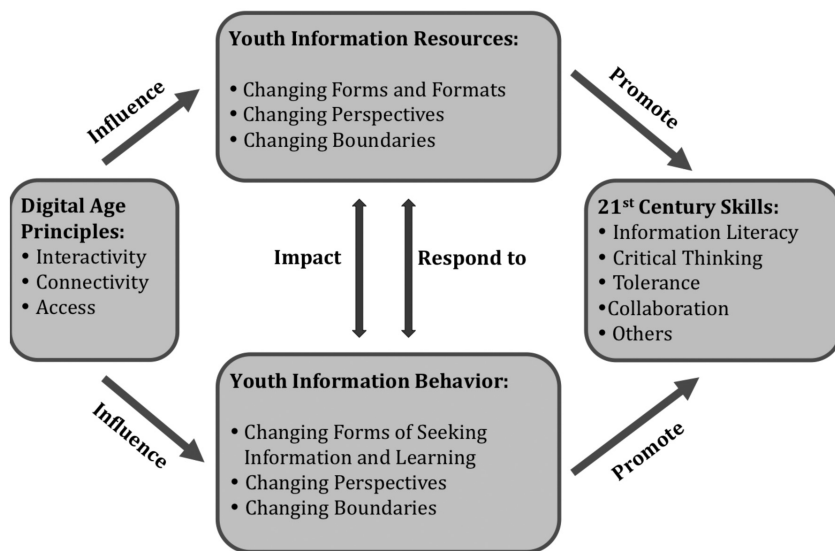 Youth Information Resources:
• Changing Forms and Formats
• Changing Perspectives
• Changing Boundaries
Influence
Promote
Digital Age
Principles:
• Interactivity
• Connectivity
• Access
Impact
Respond to
21st Century Skills:
• Information Literacy
• Critical Thinking
• Tolerance
•Collaboration
• Others
Influence
Promote
Youth Information Behavior:
• Changing Forms of Seeking
Information and Learning
• Changing Perspectives
• Changing Boundaries